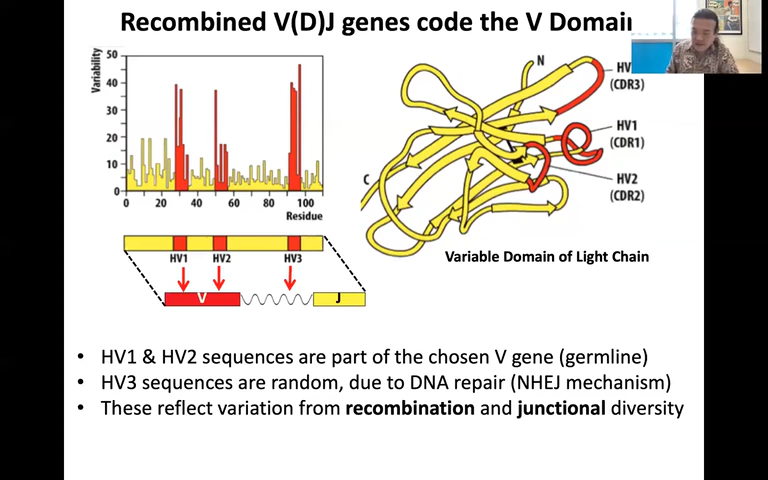 Recombined V(D)J genes code the V Domain
Variability
50
40
30
20
10
0
0 20 40 60 80 100
Residue
HV1 HV2 HV3
V J
N
C
HV
(CDR3)
HV1
(CDR1)
HV2
(CDR2)
Variable Domain of Light Chain
• HV1 & HV2 sequences are part of the chosen V gene (germline)
• HV3 sequences are random, due to DNA repair (NHEJ mechanism)
• These reflect variation from recombination and junctional diversity